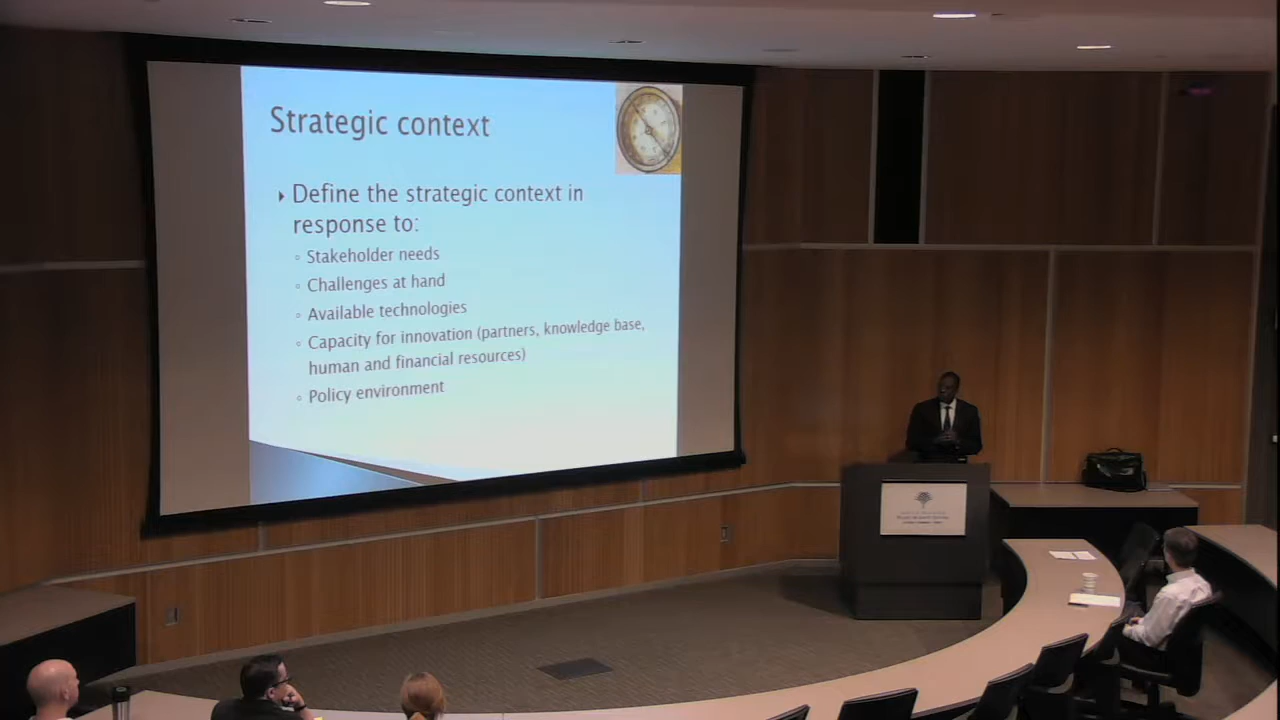 Strategic context
Define the strategic context in
response to:
Stakeholder needs
Challenges at hand
Available technologies
Capacity for innovation (partners, knowledge base,
human and financial resources)
Policy environment